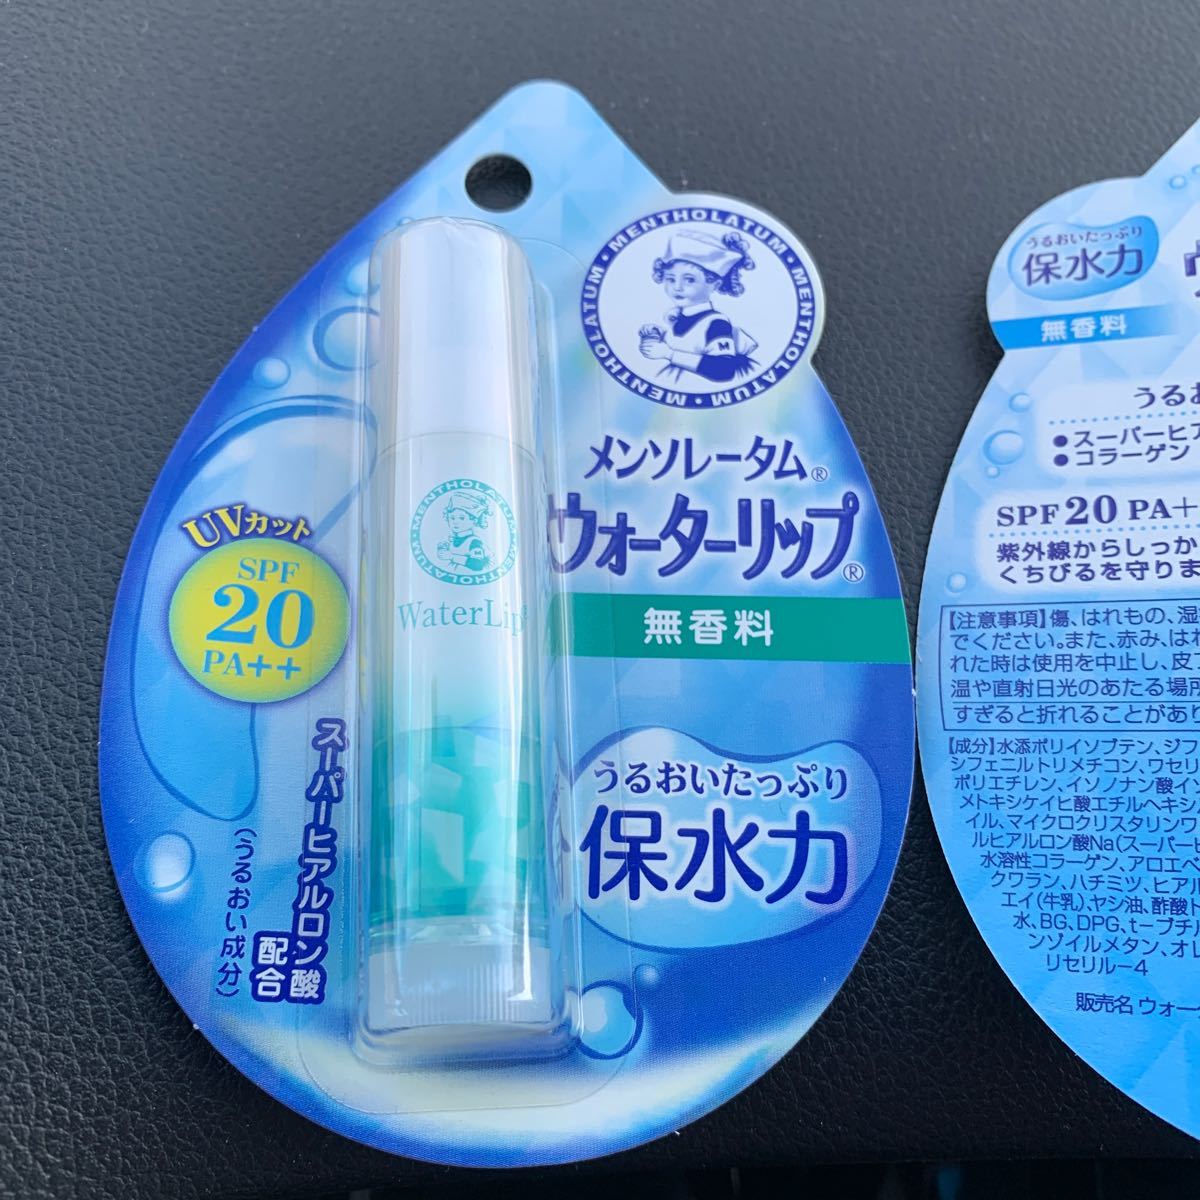 MENTHOLATUM・MENTHOLATUM・MENTHOLATUM・
メンソレータム®
ウォーターリップ®
無香料
UVカット
SPF
20
PA++
MENTHOLATUM・MENTHOLATUM
WaterLip
うるおいたっぷり
保水力
スーパーヒアルロン酸
配合
(うるおい成分)
うるおいたっぷり
保水力
無香料
うるお
●スーパーヒア
●コラーゲン
SPF20 PA+
紫外線からしっか
くちびるを守りま
【注意事項】傷、はれもの、湿
でください。また、赤み、はれ
れた時は使用を中止し、皮フ
温や直射日光のあたる場所
すぎると折れることがあり
【成分】水添ポリイソブテン、ジフ
シフェニルトリメチコン、ワセリ
ポリエチレン、イソノナン酸イソ
メトキシケイヒ酸エチルヘキシ
イル、マイクロクリスタリンワ
ルヒアルロン酸Na(スーパーヒ
水溶性コラーゲン、アロエベ
クワラン、ハチミツ、ヒアル
エイ(牛乳)、ヤシ油、酢酸ト
水、BG、DPG、t-ブチル
ンゾイルメタン、オレ
リセリルー4
販売名 ウォー